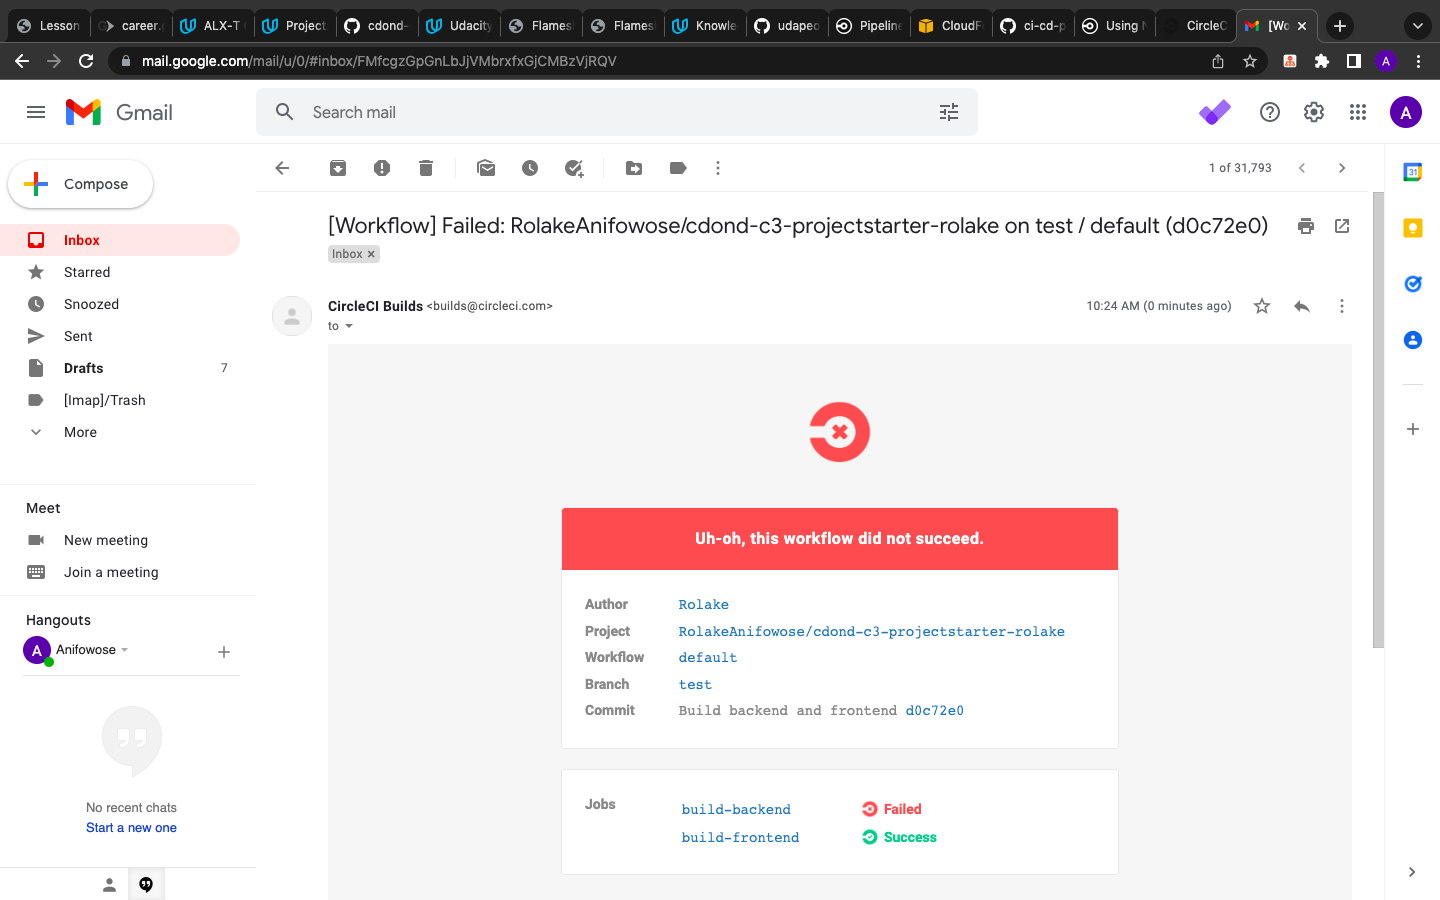 Lesson
career.
ALX-T
Project:
cdond-
Udacity
Flames
Flames
Knowle
udapeo
Pipeline
CloudF
ci-cd-p
Using N
CircleC
[Wo
mail.google.com/mail/u/0/#inbox/FMfcgzGpGnLbJjVMbrxfxGjCMBzVjRQV
A
Gmail
Search mail
A
Compose
1 of 31,793
31
Inbox
Starred
Snoozed
Sent
Drafts 7
[Imap]/Trash
More
Meet
New meeting
Join a meeting
Hangouts
A Anifowose
No recent chats
Start a new one
[Workflow] Failed: RolakeAnifowose/cdond-c3-projectstarter-rolake on test / default (d0c72e0)
Inbox
CircleCI Builds <builds@circleci.com> 10:24 AM (0 minutes ago)
to
Uh-oh, this workflow did not succeed.
Author Rolake
Project RolakeAnifowose/cdond-c3-projectstarter-rolake
Workflow default
Branch test
Commit Build backend and frontend d0c72e0
Jobs build-backend Failed
build-frontend Success